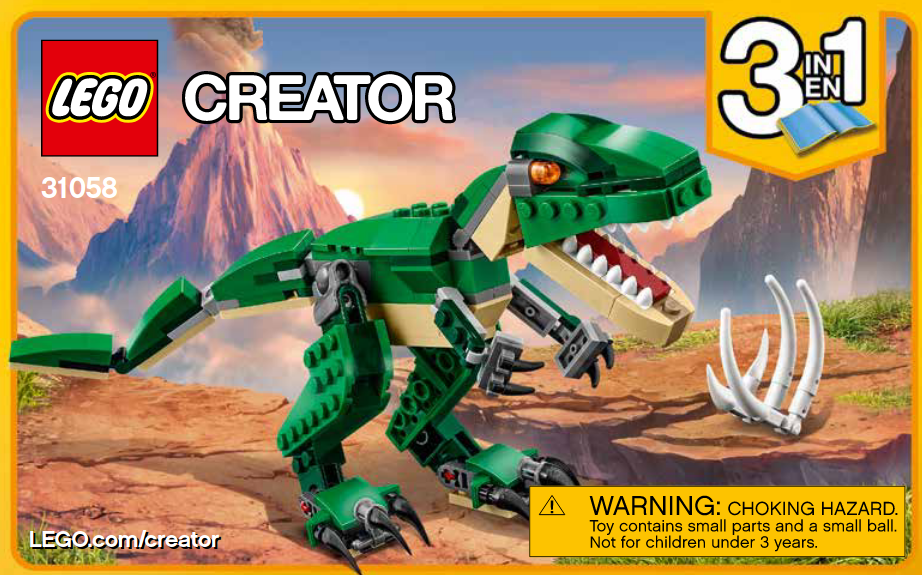 LEGO
CREATOR
3 IN 1
EN
31058
LEGO.com/creator
WARNING: CHOKING HAZARD.
Toy contains small parts and a small ball.
Not for children under 3 years.